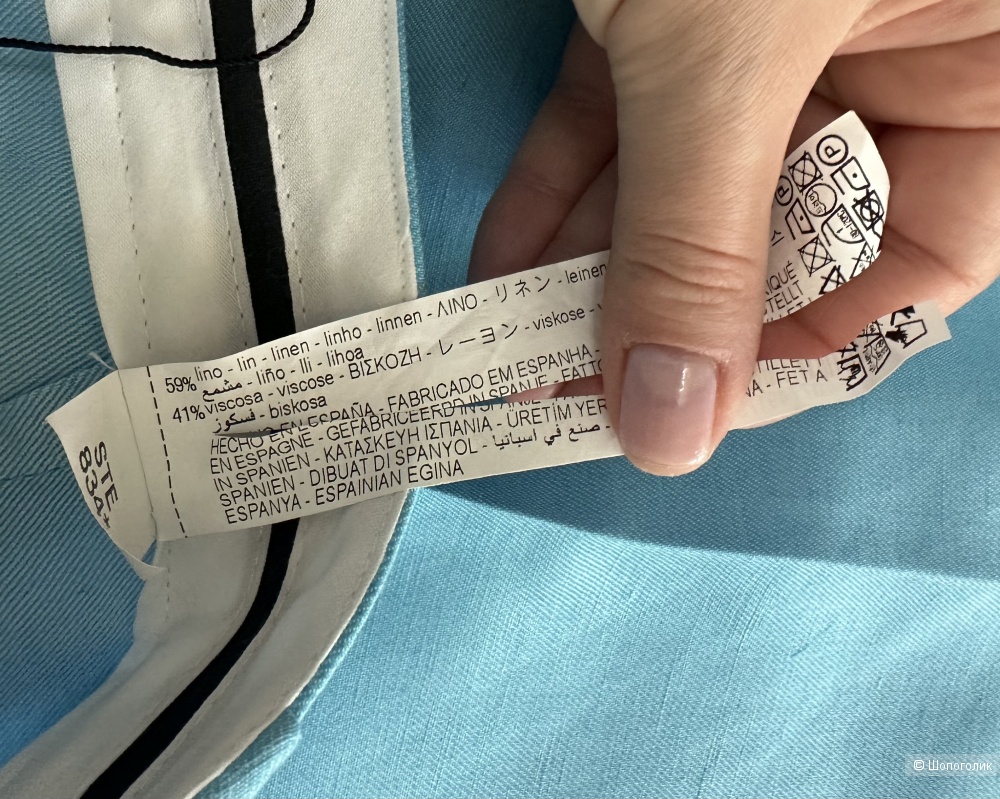 59% lino - lin - linen - linho - linnen - ΛΙΝΟ - リネン - leinen
مشمع - liño - lli - lihoa
41% viscosa - viscose - ΒΙΣΚΟΖΗ - レーヨン - viskose -
فسكوز - biskosa
HECHO EN ESPAÑA - FABRICADO EM ESPANHA -
EN ESPAGNE - GEFABRICEERD IN SPANJE - FATTO
IN SPANIEN - ΚΑΤΑΣΚΕΥΗ ΙΣΠΑΝΙΑ - ÜRETİM YERİ
SPANIEN - DIBUAT DI SPANYOL - صنع في اسبانيا -
ESPANYA - ESPAINIAN EGINA
- FET A
STE
834
P
P
© Шопоголик